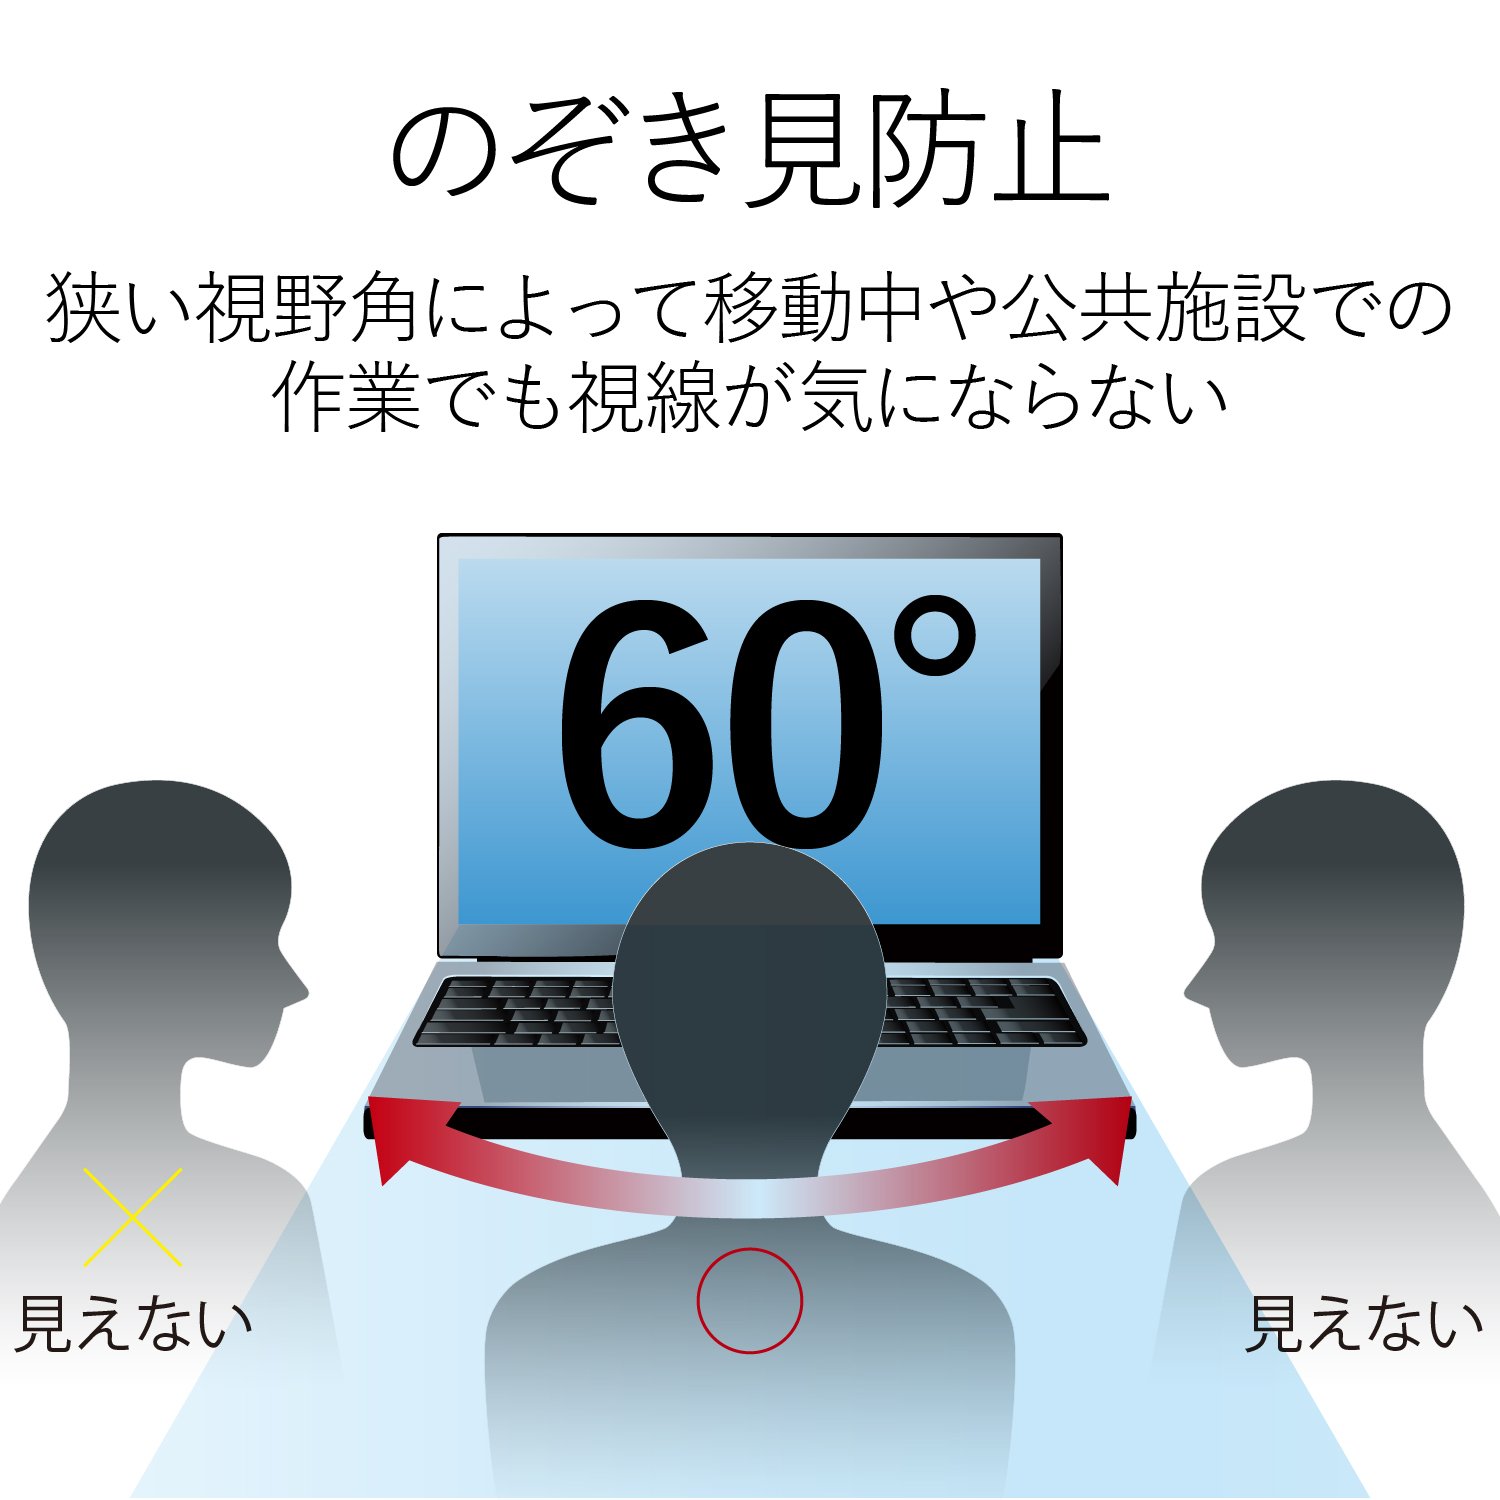 のぞき見防止
狭い視野角によって移動中や公共施設での
作業でも視線が気にならない
60°
見えない
見えない